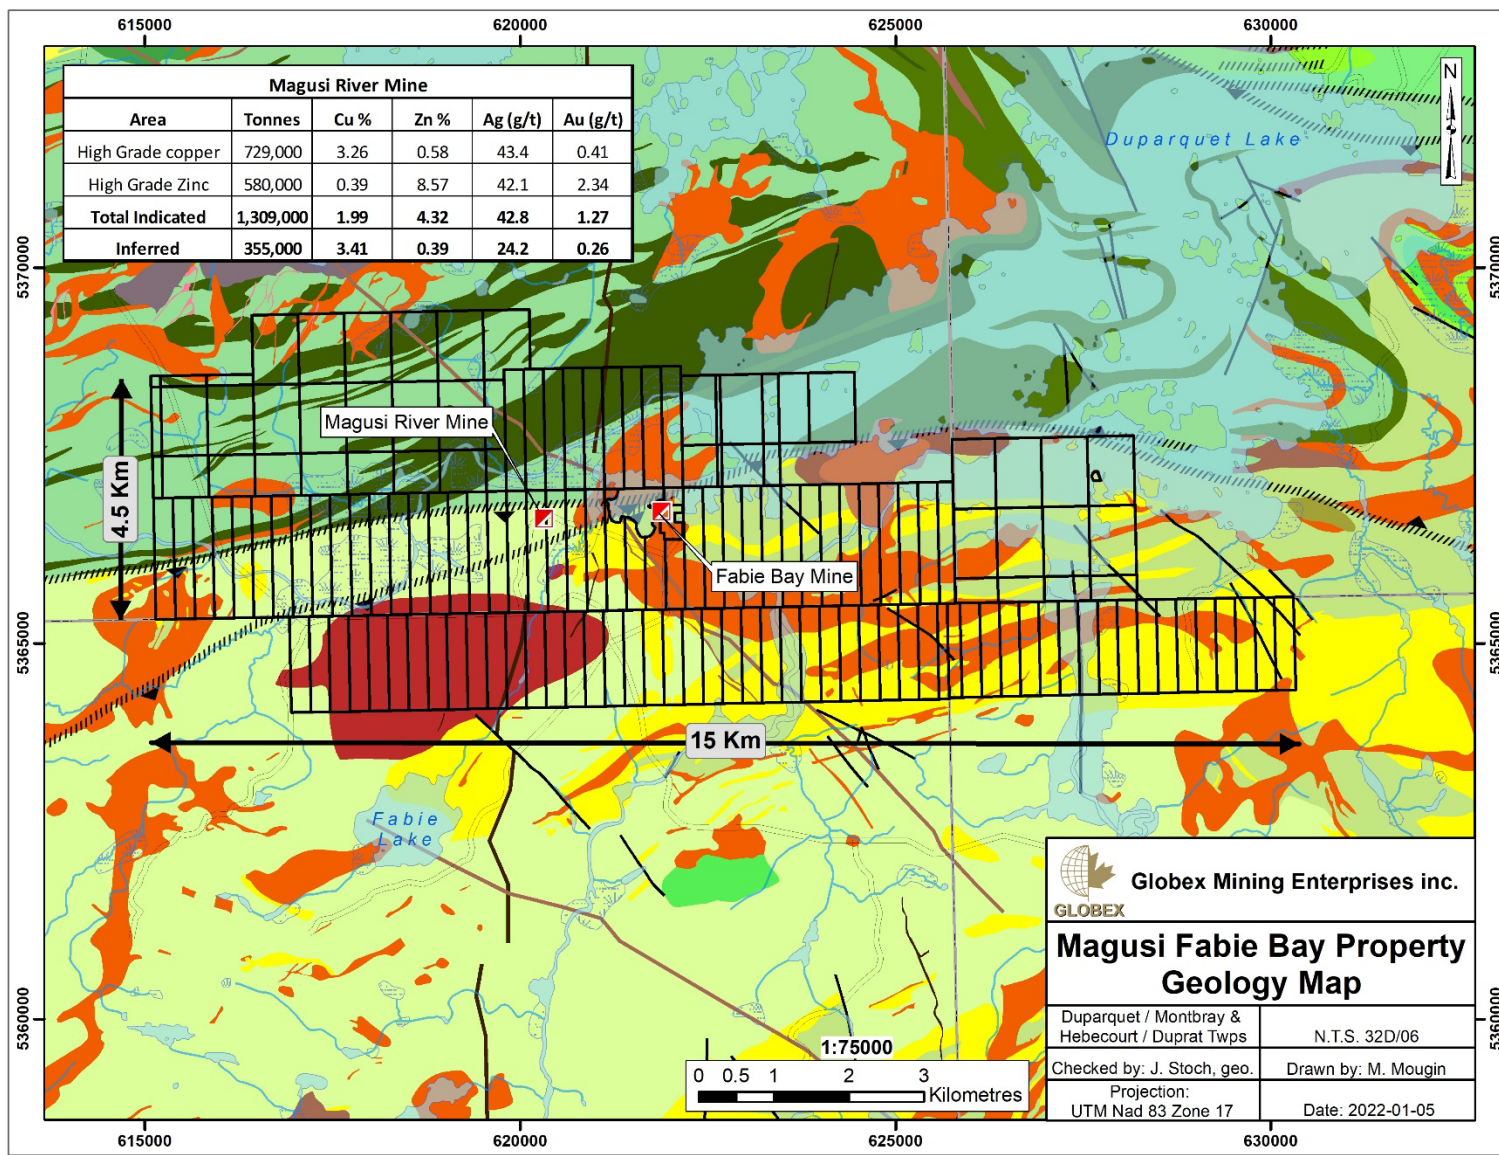 615000 620000 625000 630000
Magusi River Mine
Area Tonnes Cu % Zn % Ag (g/t) Au (g/t)
High Grade copper 729,000 3.26 0.58 43.4 0.41
High Grade Zinc 580,000 0.39 8.57 42.1 2.34
Total Indicated 1,309,000 1.99 4.32 42.8 1.27
Inferred 355,000 3.41 0.39 24.2 0.26
N
Duparquet Lake
5370000 5370000
Magusi River Mine
4.5 Km
Fabie Bay Mine
5365000 5365000
15 Km
Fabie
Lake
GLOBEX
Globex Mining Enterprises inc.
Magusi Fabie Bay Property
Geology Map
Duparquet / Montbray &
Hebecourt / Duprat Twps
N.T.S. 32D/06
Checked by: J. Stoch, geo.
Drawn by: M. Mougin
Projection:
UTM Nad 83 Zone 17
Date: 2022-01-05
5360000 5360000
1:75000
0 0.5 1 2 3
Kilometres
615000 620000 625000 630000